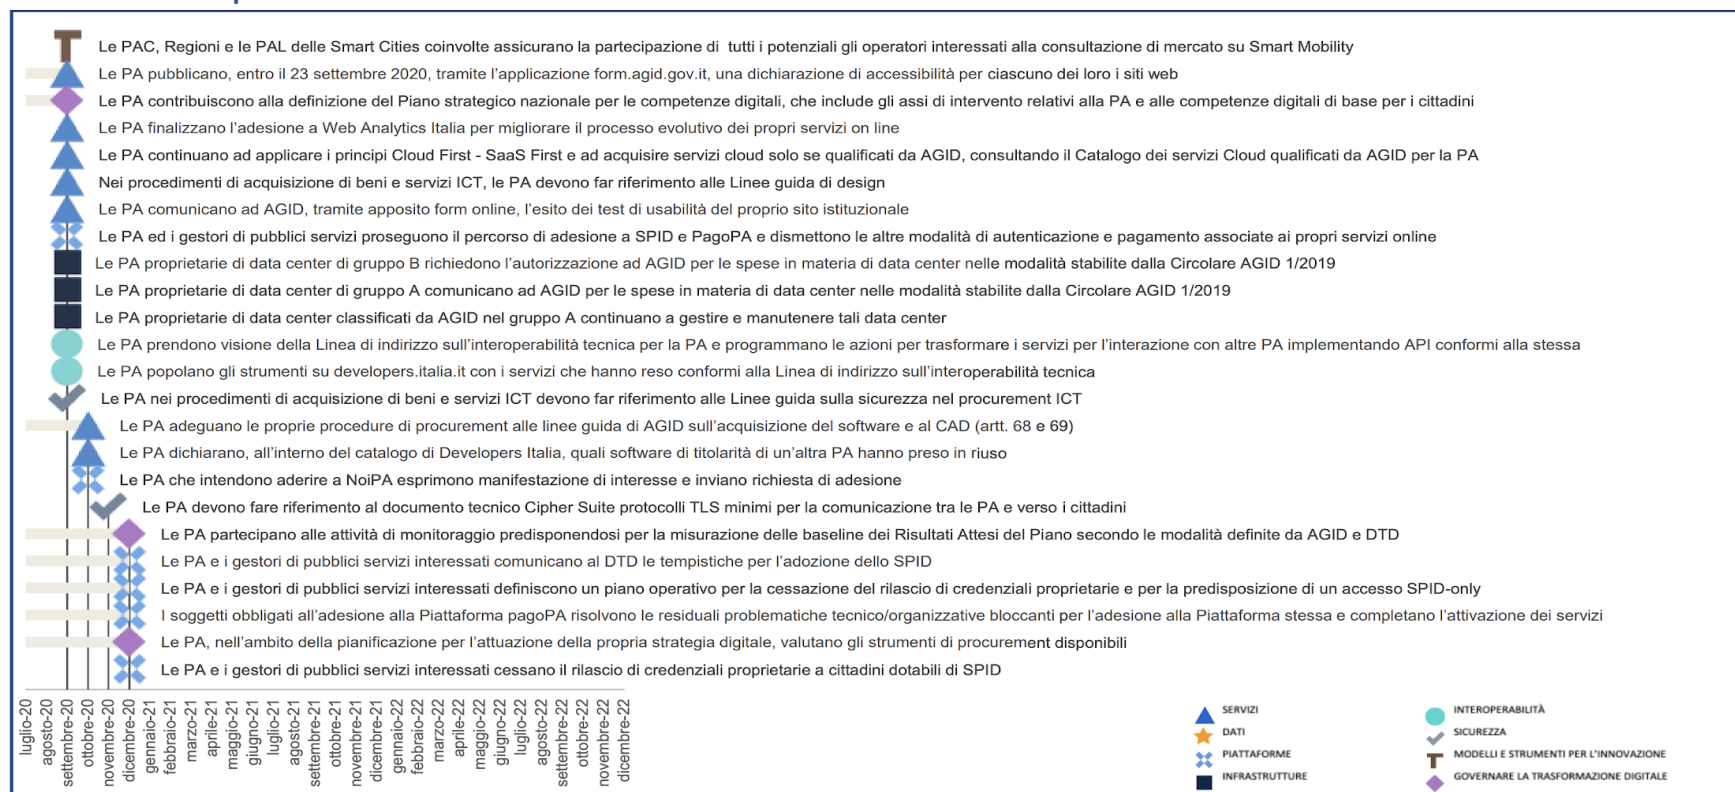 Le PAC, Regioni e le PAL delle Smart Cities coinvolte assicurano la partecipazione di tutti i potenziali gli operatori interessati alla consultazione di mercato su Smart Mobility
Le PA pubblicano, entro il 23 settembre 2020, tramite l’applicazione form.agid.gov.it, una dichiarazione di accessibilità per ciascuno dei loro i siti web
Le PA contribuiscono alla definizione del Piano strategico nazionale per le competenze digitali, che include gli assi di intervento relativi alla PA e alle competenze digitali di base per i cittadini
Le PA finalizzano l’adesione a Web Analytics Italia per migliorare il processo evolutivo dei propri servizi on line
Le PA continuano ad applicare i principi Cloud First - SaaS First e ad acquisire servizi cloud solo se qualificati da AGID, consultando il Catalogo dei servizi Cloud qualificati da AGID per la PA
Nei procedimenti di acquisizione di beni e servizi ICT, le PA devono far riferimento alle Linee guida di design
Le PA comunicano ad AGID, tramite apposito form online, l’esito dei test di usabilità del proprio sito istituzionale
Le PA ed i gestori di pubblici servizi proseguono il percorso di adesione a SPID e PagoPA e dismettono le altre modalità di autenticazione e pagamento associate ai propri servizi online
Le PA proprietarie di data center di gruppo B richiedono l’autorizzazione ad AGID per le spese in materia di data center nelle modalità stabilite dalla Circolare AGID 1/2019
Le PA proprietarie di data center di gruppo A comunicano ad AGID per le spese in materia di data center nelle modalità stabilite dalla Circolare AGID 1/2019
Le PA proprietarie di data center classificati da AGID nel gruppo A continuano a gestire e manutenere tali data center
Le PA prendono visione della Linea di indirizzo sull’interoperabilità tecnica per la PA e programmano le azioni per trasformare i servizi per l’interazione con altre PA implementando API conformi alla stessa
Le PA popolano gli strumenti su developers.italia.it con i servizi che hanno reso conformi alla Linea di indirizzo sull’interoperabilità tecnica
Le PA nei procedimenti di acquisizione di beni e servizi ICT devono far riferimento alle Linee guida sulla sicurezza nel procurement ICT
Le PA adeguano le proprie procedure di procurement alle linee guida di AGID sull’acquisizione del software e al CAD (artt. 68 e 69)
Le PA dichiarano, all’interno del catalogo di Developers Italia, quali software di titolarità di un’altra PA hanno preso in riuso
Le PA che intendono aderire a NoiPA esprimono manifestazione di interesse e inviano richiesta di adesione
Le PA devono fare riferimento al documento tecnico Cipher Suite protocolli TLS minimi per la comunicazione tra le PA e verso i cittadini
Le PA partecipano alle attività di monitoraggio predisponendosi per la misurazione delle baseline dei Risultati Attesi del Piano secondo le modalità definite da AGID e DTD
Le PA e i gestori di pubblici servizi interessati comunicano al DTD le tempistiche per l’adozione dello SPID
Le PA e i gestori di pubblici servizi interessati definiscono un piano operativo per la cessazione del rilascio di credenziali proprietarie e per la predisposizione di un accesso SPID-only
I soggetti obbligati all’adesione alla Piattaforma pagoPA risolvono le residuali problematiche tecnico/organizzative bloccanti per l’adesione alla Piattaforma stessa e completano l’attivazione dei servizi
Le PA, nell’ambito della pianificazione per l’attuazione della propria strategia digitale, valutano gli strumenti di procurement disponibili
Le PA e i gestori di pubblici servizi interessati cessano il rilascio di credenziali proprietarie a cittadini dotabili di SPID
luglio-20
agosto-20
settembre-20
ottobre-20
novembre-20
dicembre-20
gennaio-21
febbraio-21
marzo-21
aprile-21
maggio-21
giugno-21
luglio-21
agosto-21
settembre-21
ottobre-21
novembre-21
dicembre-21
gennaio-22
febbraio-22
marzo-22
aprile-22
maggio-22
giugno-22
luglio-22
agosto-22
settembre-22
ottobre-22
novembre-22
dicembre-22
SERVIZI
DATI
PIATTAFORME
INFRASTRUTTURE
INTEROPERABILITÀ
SICUREZZA
MODELLI E STRUMENTI PER L’INNOVAZIONE
GOVERNARE LA TRASFORMAZIONE DIGITALE